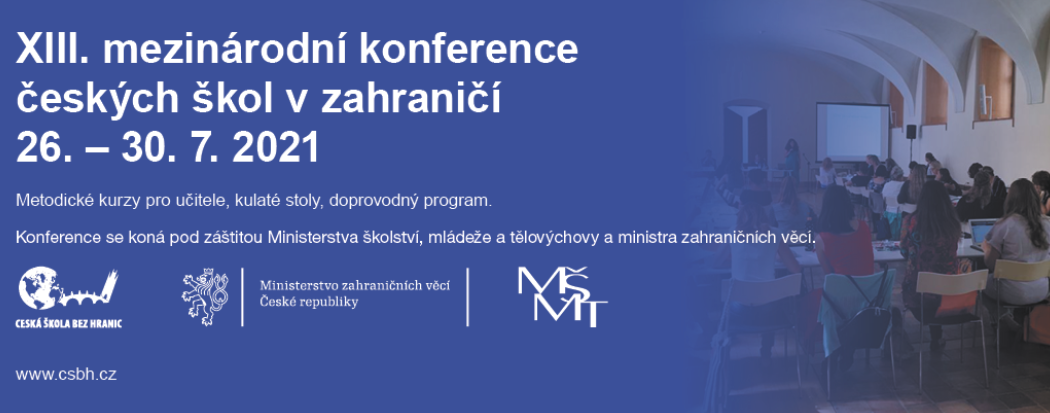 XIII. mezinárodní konference
českých škol v zahraničí
26. – 30. 7. 2021
Metodické kurzy pro učitele, kulaté stoly, doprovodný program.
Konference se koná pod záštitou Ministerstva školství, mládeže a tělovýchovy a ministra zahraničních věcí.
ČESKÁ ŠKOLA BEZ HRANIC
Ministerstvo zahraničních věcí
České republiky
MŠ
MT
www.csbh.cz